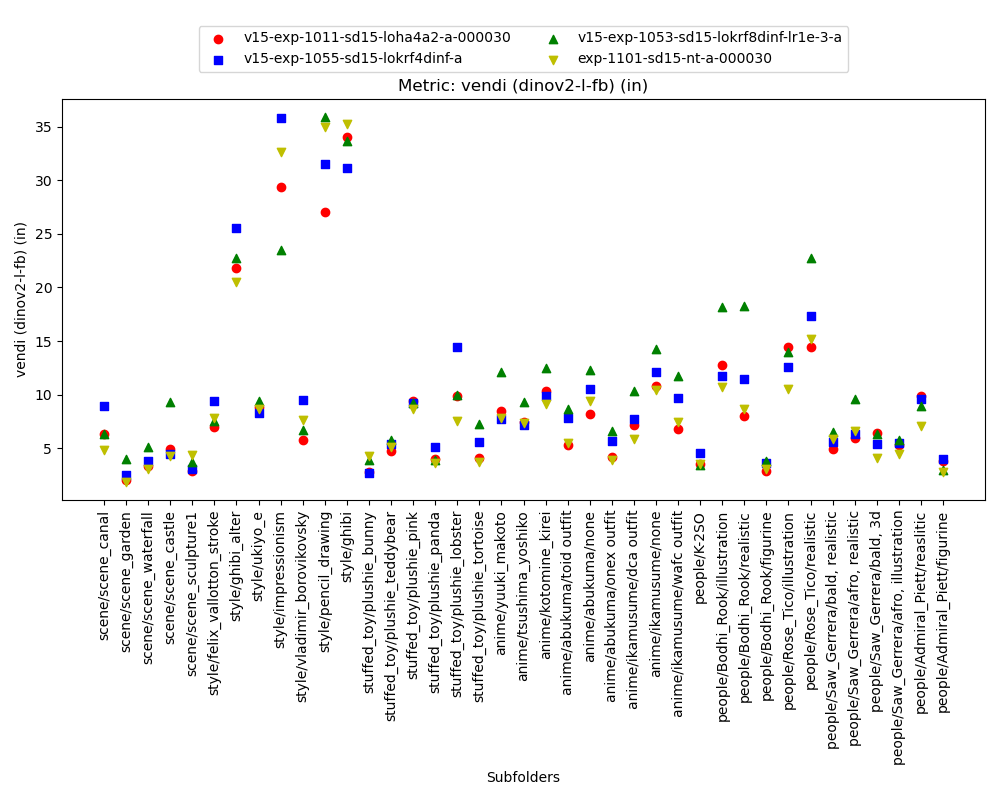 v15-exp-1011-sd15-loha4a2-a-000030
v15-exp-1055-sd15-lokrf4dinf-a
v15-exp-1053-sd15-lokrf8dinf-lr1e-3-a
exp-1101-sd15-nt-a-000030
Metric: vendi (dinov2-l-fb) (in)
vendi (dinov2-l-fb) (in)
35
30
25
20
15
10
5
scene/scene_canal
scene/scene_garden
scene/scene_waterfall
scene/scene_castle
scene/scene_sculpture1
style/felix_vallotton_stroke
style/ghibi_alter
style/ukiyo_e
style/impressionism
style/vladimir_borovikovsky
style/pencil_drawing
style/ghibi
stuffed_toy/plushie_bunny
stuffed_toy/plushie_teddybear
stuffed_toy/plushie_pink
stuffed_toy/plushie_panda
stuffed_toy/plushie_lobster
stuffed_toy/plushie_tortoise
anime/yuuki_makoto
anime/tsushima_yoshiko
anime/kotomine_kirei
anime/abukuma/toid outfit
anime/abukuma/none
anime/abukuma/onex outfit
anime/ikamusume/dca outfit
anime/ikamusume/none
anime/ikamusume/wafc outfit
people/K-2SO
people/Bodhi_Rook/illustration
people/Bodhi_Rook/realistic
people/Bodhi_Rook/figurine
people/Rose_Tico/illustration
people/Rose_Tico/realistic
people/Saw_Gerrera/bald, realistic
people/Saw_Gerrera/afro, realistic
people/Saw_Gerrera/bald, 3d
people/Saw_Gerrera/afro, illustration
people/Admiral_Piett/reaslitic
people/Admiral_Piett/figurine
Subfolders